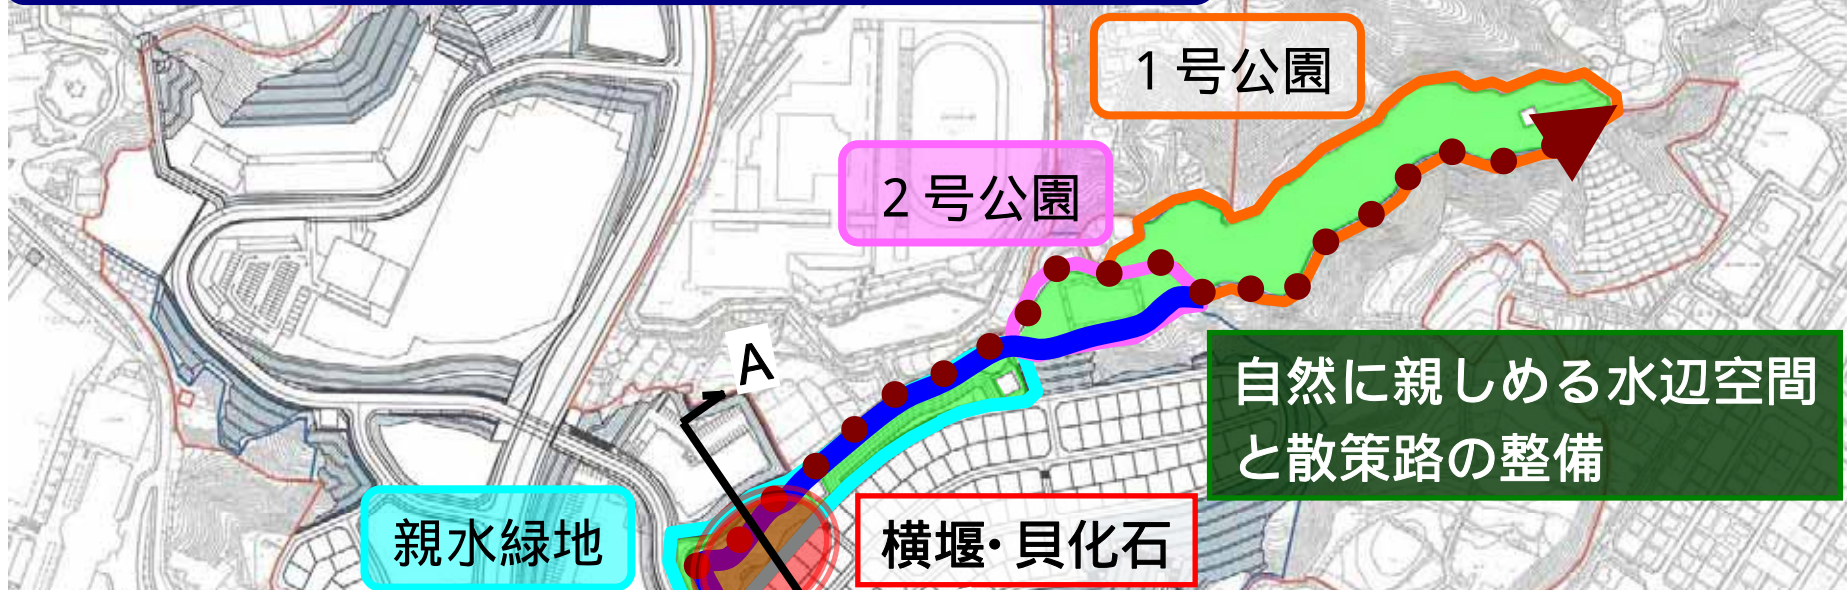 1号公園
2号公園
A
自然に親しめる水辺空間
と散策路の整備
親水緑地
横堰・貝化石